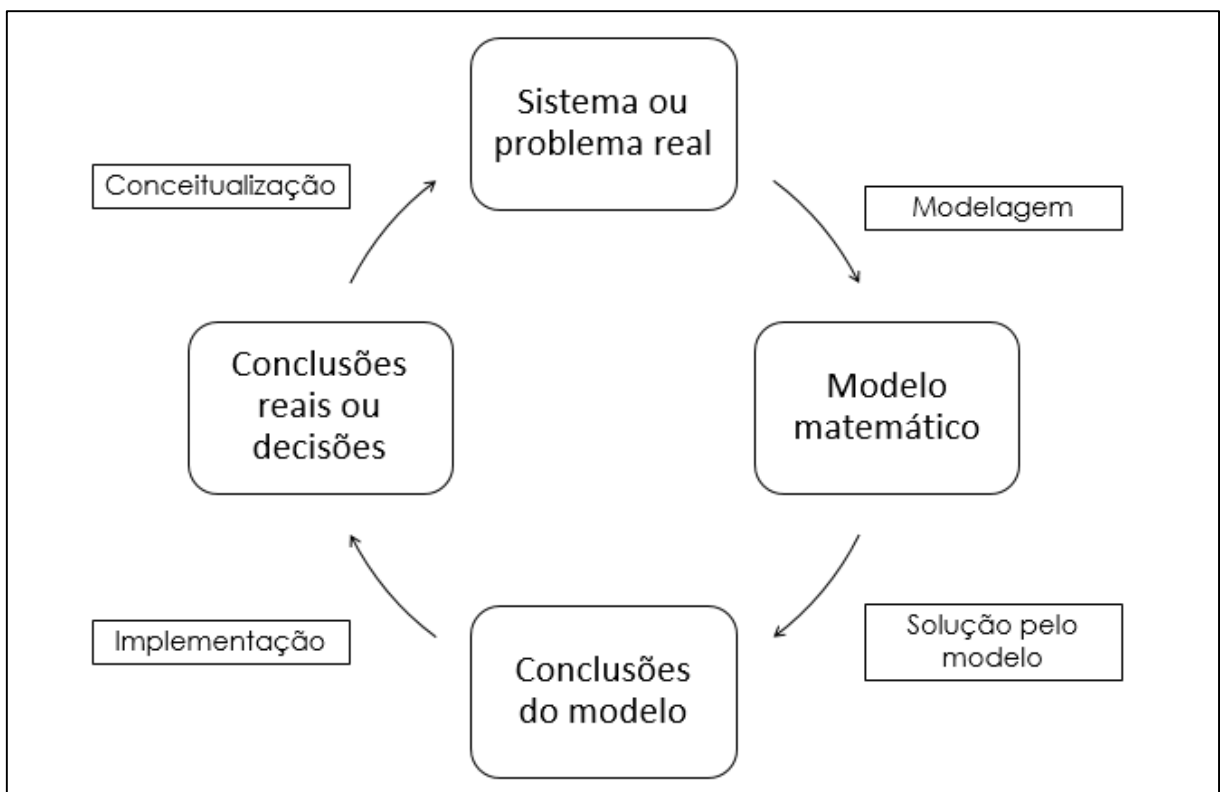 Sistema ou
problema real
Conceitualização
Modelagem
Conclusões
reais ou
decisões
Modelo
matemático
Implementação
Solução pelo
modelo
Conclusões
do modelo